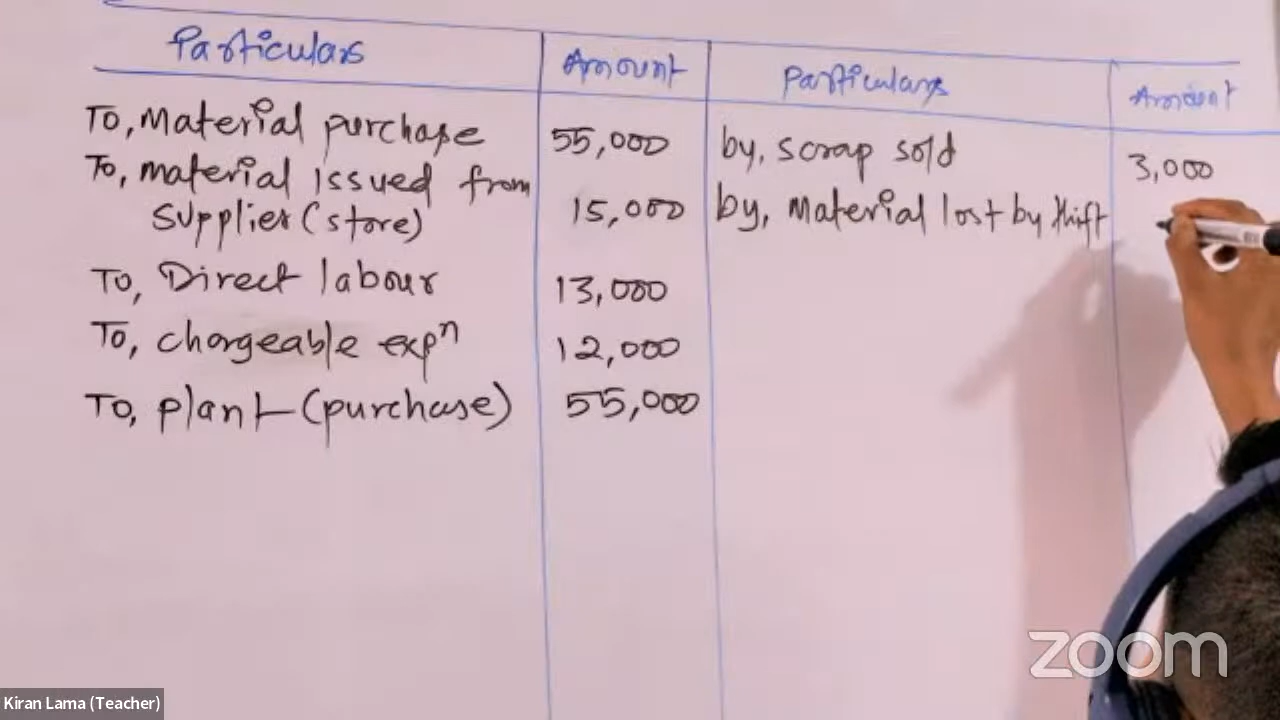 Particulars Amount Particulars Amount
To, Material purchase 55,000 by, scrap sold 3,000
To, material issued from
supplier (store) 15,000 by, Material lost by thift
To, Direct labour 13,000
To, chargeable expⁿ 12,000
To, plant (purchase) 55,000
zoom
Kiran Lama (Teacher)